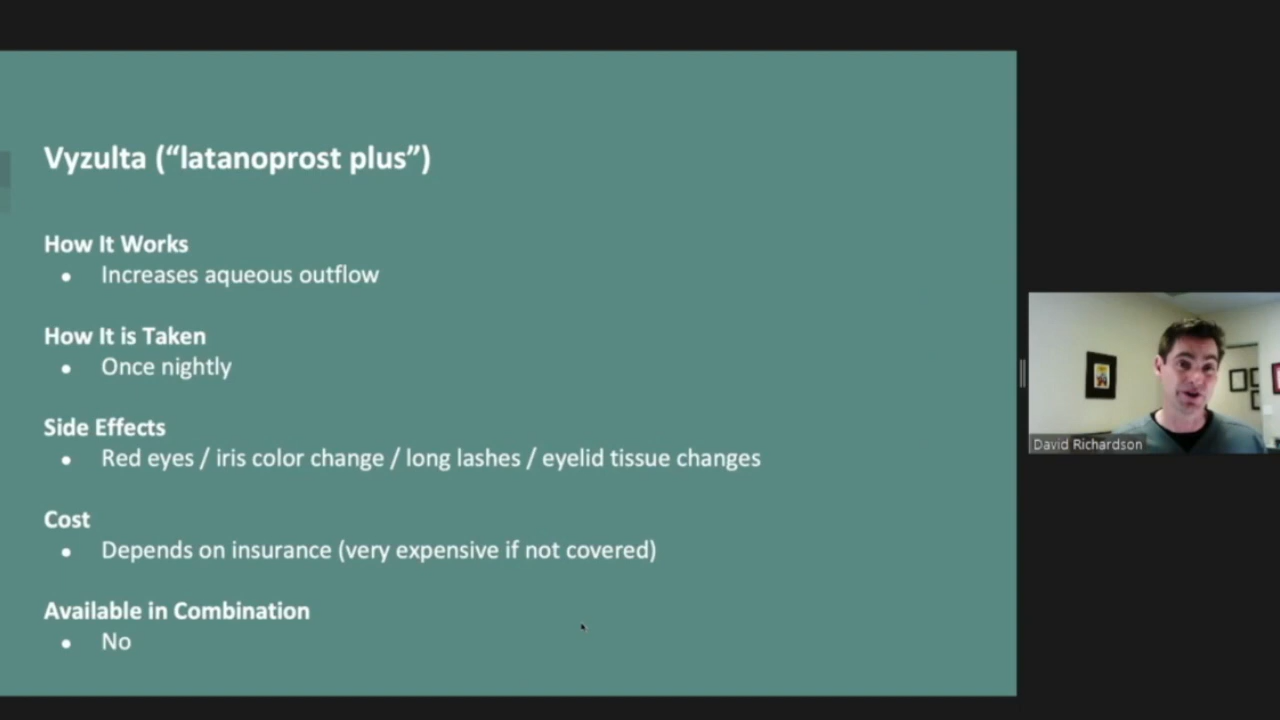 Vyzulta (“latanoprost plus”)
How It Works
• Increases aqueous outflow
How It is Taken
• Once nightly
Side Effects
• Red eyes / iris color change / long lashes / eyelid tissue changes
Cost
• Depends on insurance (very expensive if not covered)
Available in Combination
• No
David Richardson